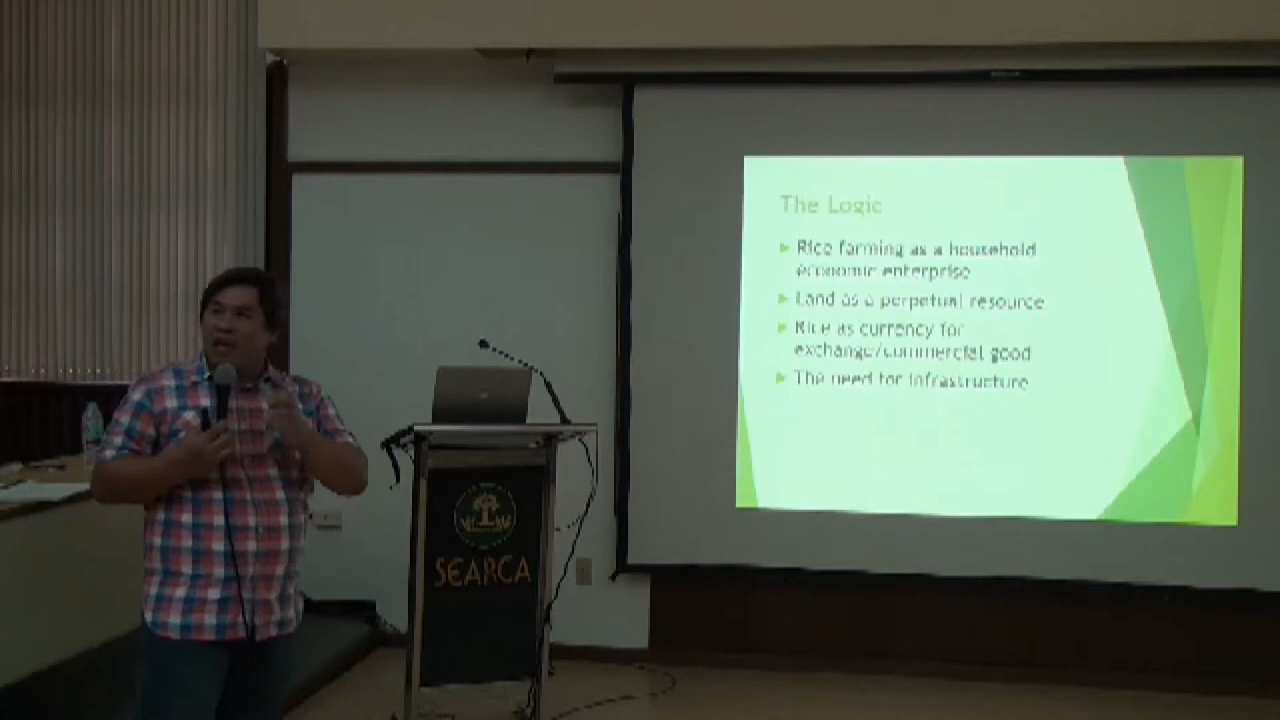 The Logic
Rice farming as a household
economic enterprise
Land as a perpetual resource
Rice as currency for
exchange/commercial good
The need for infrastructure
SEARCA